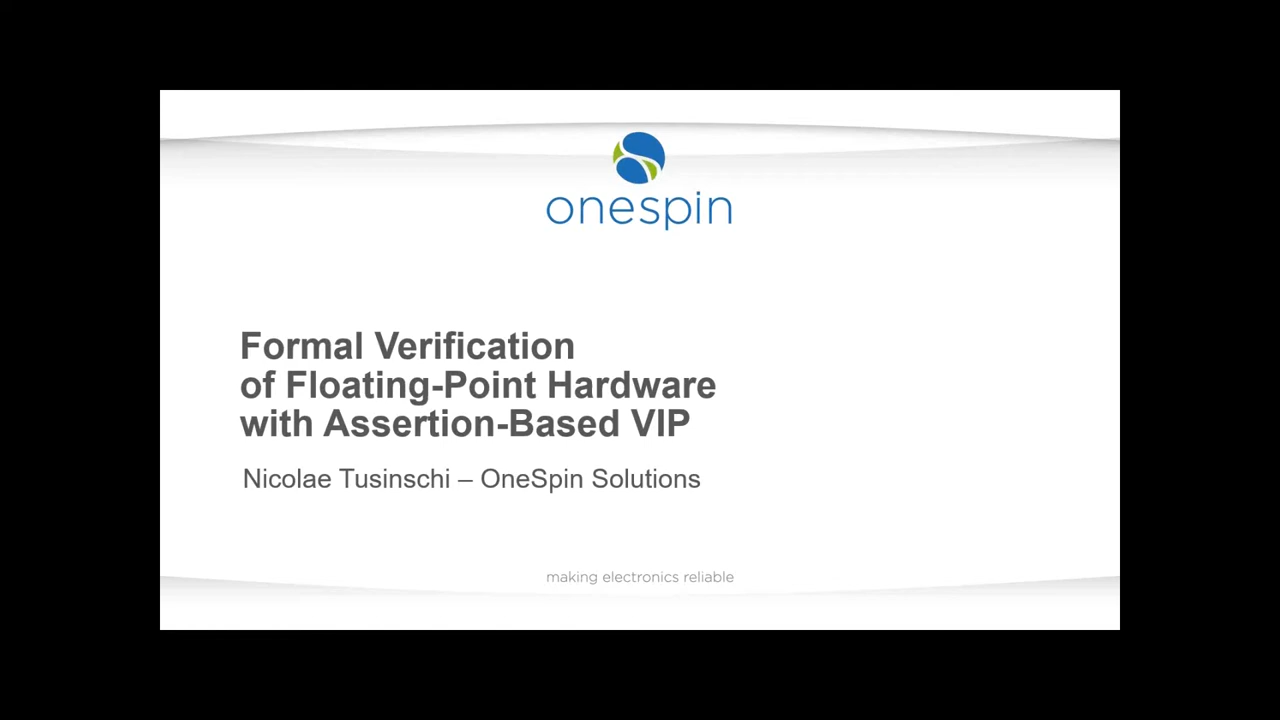 onespin
Formal Verification
of Floating-Point Hardware
with Assertion-Based VIP
Nicolae Tusinschi – OneSpin Solutions
making electronics reliable